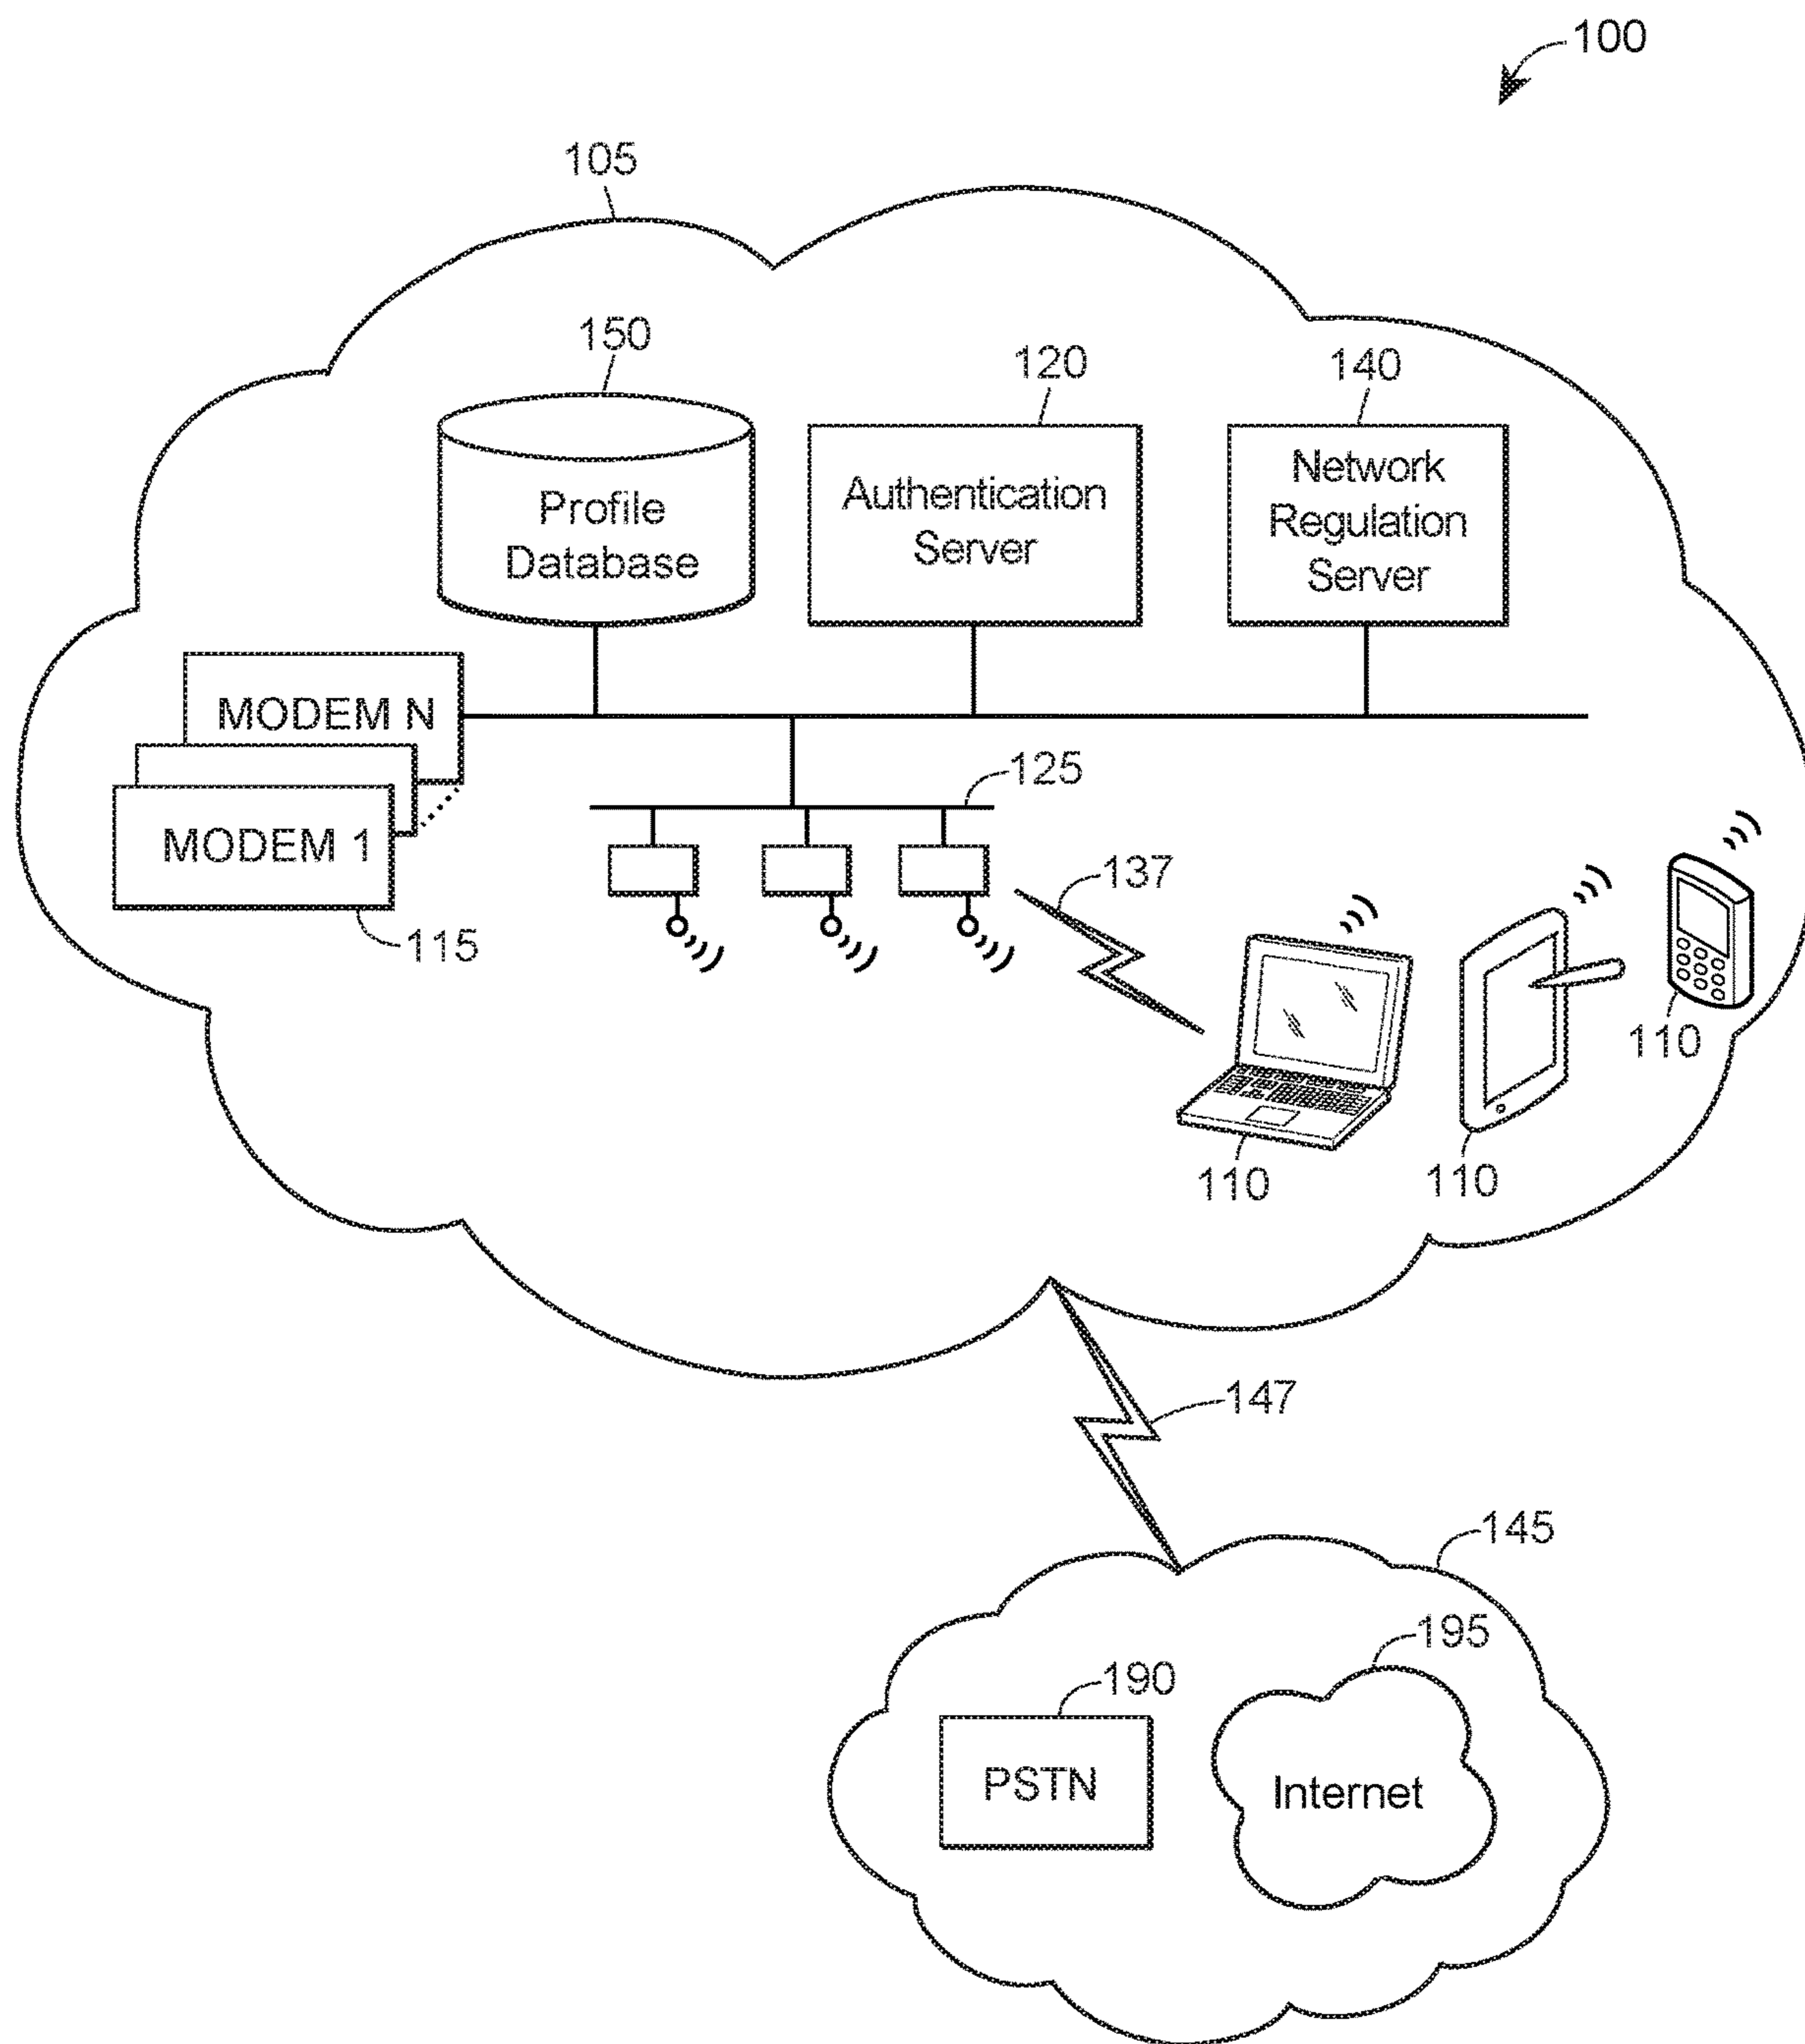 100
105
150
120
140
Profile
Database
Authentication
Server
Network
Regulation
Server
MODEM N
MODEM 1
115
125
137
110
110
110
147
145
195
190
PSTN
Internet